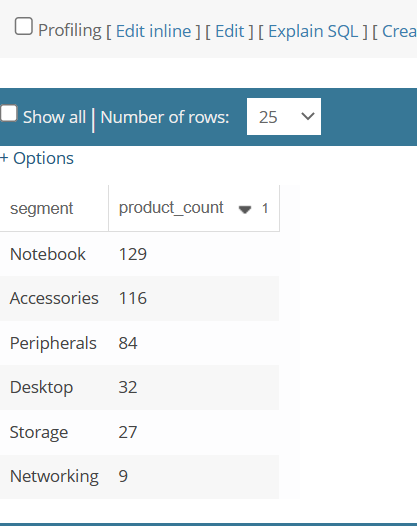 Profiling [ Edit inline ] [ Edit ] [ Explain SQL ] [
Show all | Number of rows: 25
+ Options
segment product_count 1
Notebook 129
Accessories 116
Peripherals 84
Desktop 32
Storage 27
Networking 9